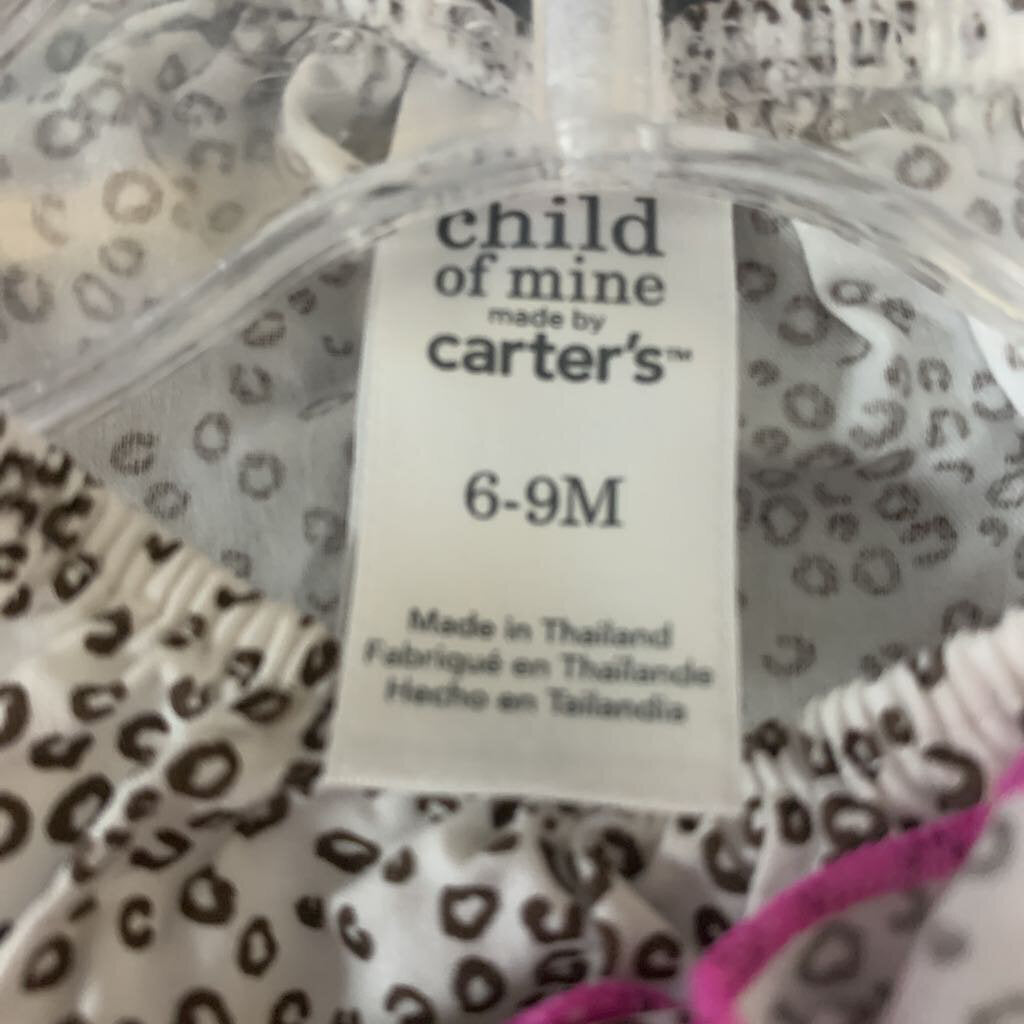 child
of mine
made by
carter's™
6-9M
Made in Thailand
Fabriqué en Thaïlande
Hecho en Tailandia